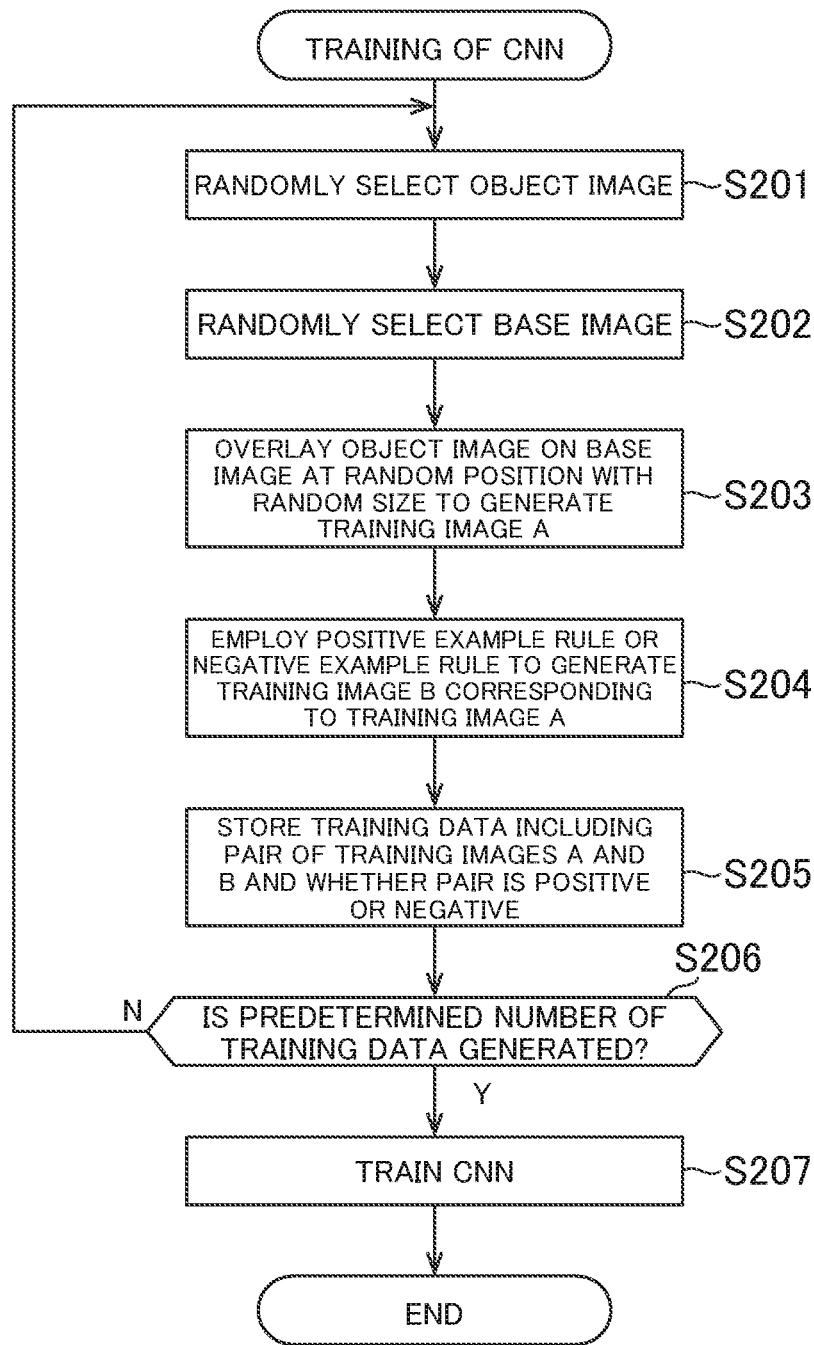 TRAINING OF CNN
RANDOMLY SELECT OBJECT IMAGE
S201
RANDOMLY SELECT BASE IMAGE
S202
OVERLAY OBJECT IMAGE ON BASE
IMAGE AT RANDOM POSITION WITH
RANDOM SIZE TO GENERATE
TRAINING IMAGE A
S203
EMPLOY POSITIVE EXAMPLE RULE OR
NEGATIVE EXAMPLE RULE TO GENERATE
TRAINING IMAGE B CORRESPONDING
TO TRAINING IMAGE A
S204
STORE TRAINING DATA INCLUDING
PAIR OF TRAINING IMAGES A AND
B AND WHETHER PAIR IS POSITIVE
OR NEGATIVE
S205
S206
N
IS PREDETERMINED NUMBER OF
TRAINING DATA GENERATED?
Y
TRAIN CNN
S207
END